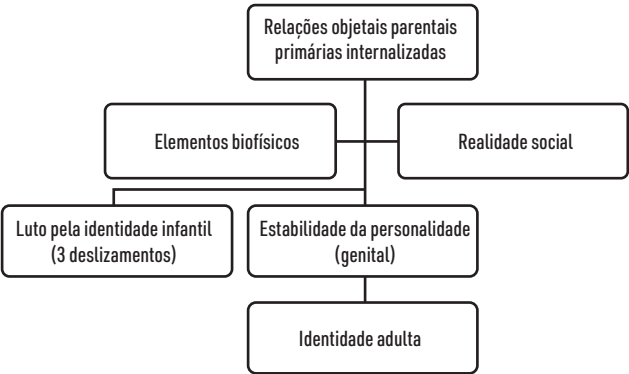 Relações objetais parentais
primárias internalizadas
Elementos biofísicos
Realidade social
Luto pela identidade infantil
(3 deslizamentos)
Estabilidade da personalidade
(genital)
Identidade adulta